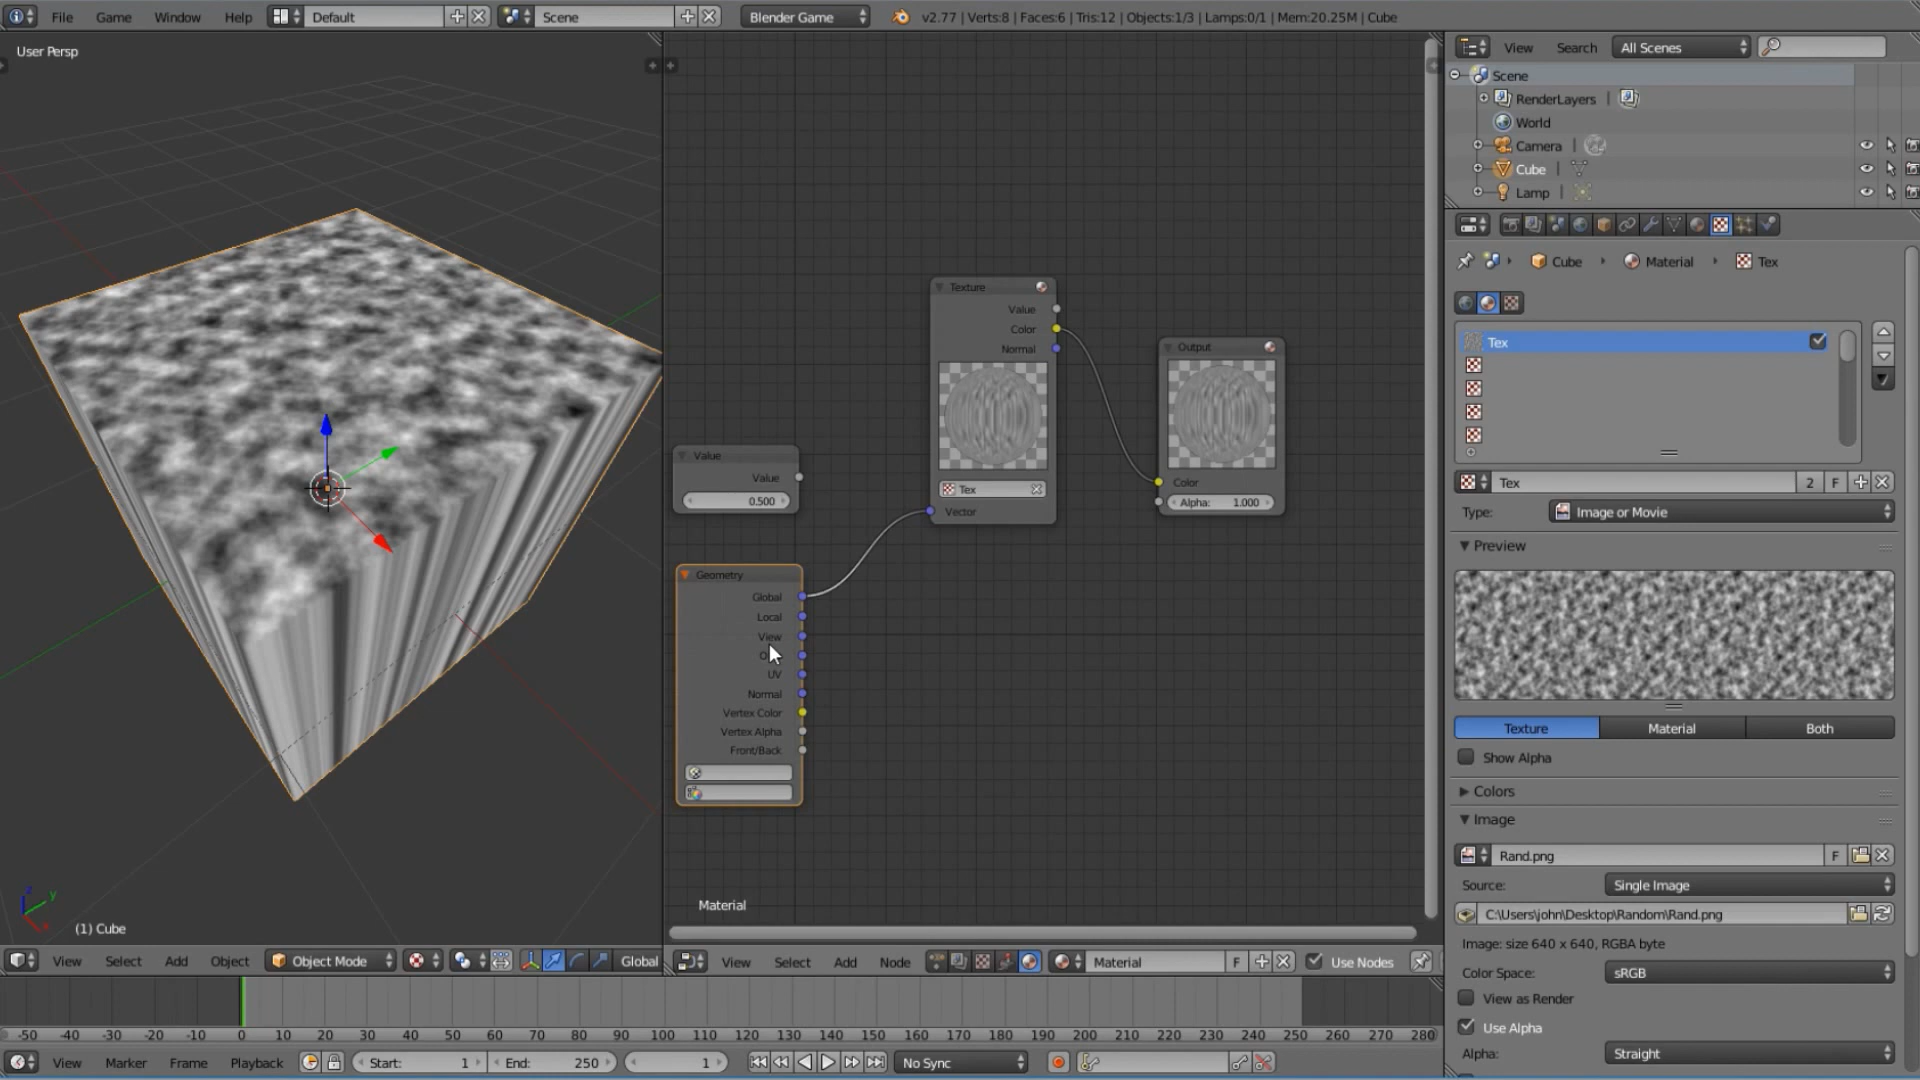 File Game Window Help Default Scene Blender Game v2.77 | Verts:8 | Faces:6 | Tris:12 | Objects:1/3 | Lamps:0/1 | Mem:20.25M | Cube
User Persp
View Search All Scenes
Scene
RenderLayers |
World
Camera |
Cube |
Lamp |
Cube Material Tex
Tex
Tex 2 F
Type: Image or Movie
Preview
Texture Material Both
Show Alpha
Colors
Image
Rand.png F
Source: Single Image
C:\Users\john\Desktop\Random\Rand.png
Image: size 640 x 640, RGBA byte
Color Space: sRGB
View as Render
Use Alpha
Alpha: Straight
Texture
Value
Color
Normal
Tex
Vector
Output
Color
Alpha: 1.000
Value
Value
0.500
Geometry
Global
Local
View
UV
Normal
Vertex Color
Vertex Alpha
Front/Back
Material
z
y
x
(1) Cube
View Select Add Object Object Mode Global
View Select Add Node Material F Use Nodes
-50 -40 -30 -20 -10 0 10 20 30 40 50 60 70 80 90 100 110 120 130 140 150 160 170 180 190 200 210 220 230 240 250 260 270 280
View Marker Frame Playback Start: 1 End: 250 1 No Sync